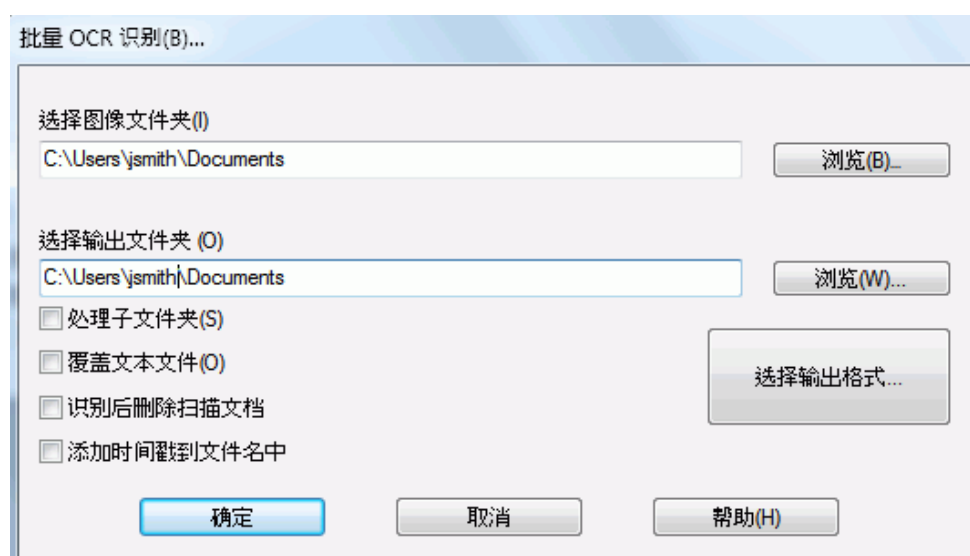 批量 OCR 识别(B)...
选择图像文件夹(I)
C:\Users\jsmith\Documents
浏览(B)...
选择输出文件夹 (O)
C:\Users\jsmith\Documents
浏览(W)...
处理子文件夹(S)
覆盖文本文件(O)
选择输出格式...
识别后删除扫描文档
添加时间戳到文件名中
确定 取消 帮助(H)